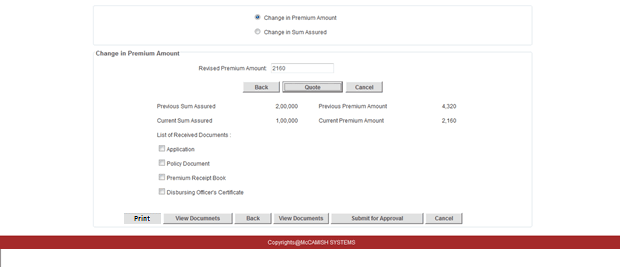 Change in Premium Amount
Change in Sum Assured
Change in Premium Amount
Revised Premium Amount: 2160
Back Quote Cancel
Previous Sum Assured 2,00,000 Previous Premium Amount 4,320
Current Sum Assured 1,00,000 Current Premium Amount 2,160
List of Received Documents :
Application
Policy Document
Premium Receipt Book
Disbursing Officer's Certificate
Print View Documnets Back View Documents Submit for Approval Cancel
Copyrights@McCAMISH SYSTEMS